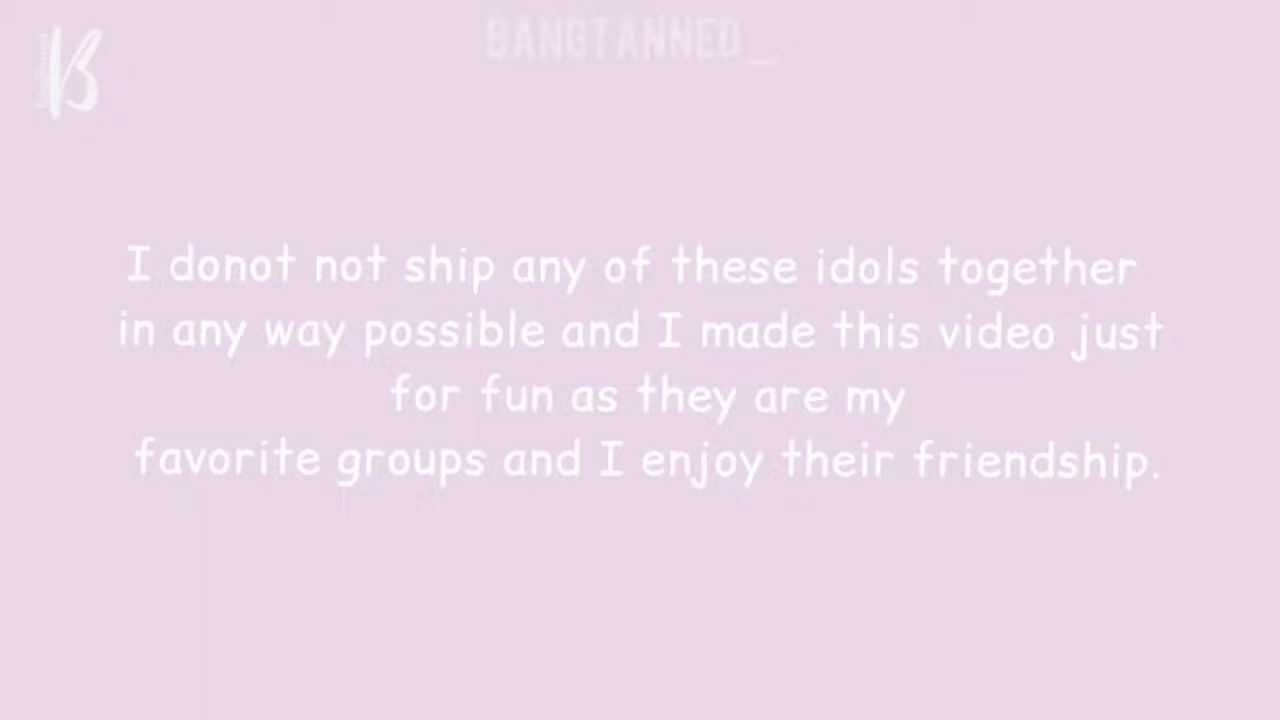 BANGTANNED_
B
I donot not ship any of these idols together
in any way possible and I made this video just
for fun as they are my
favorite groups and I enjoy their friendship.